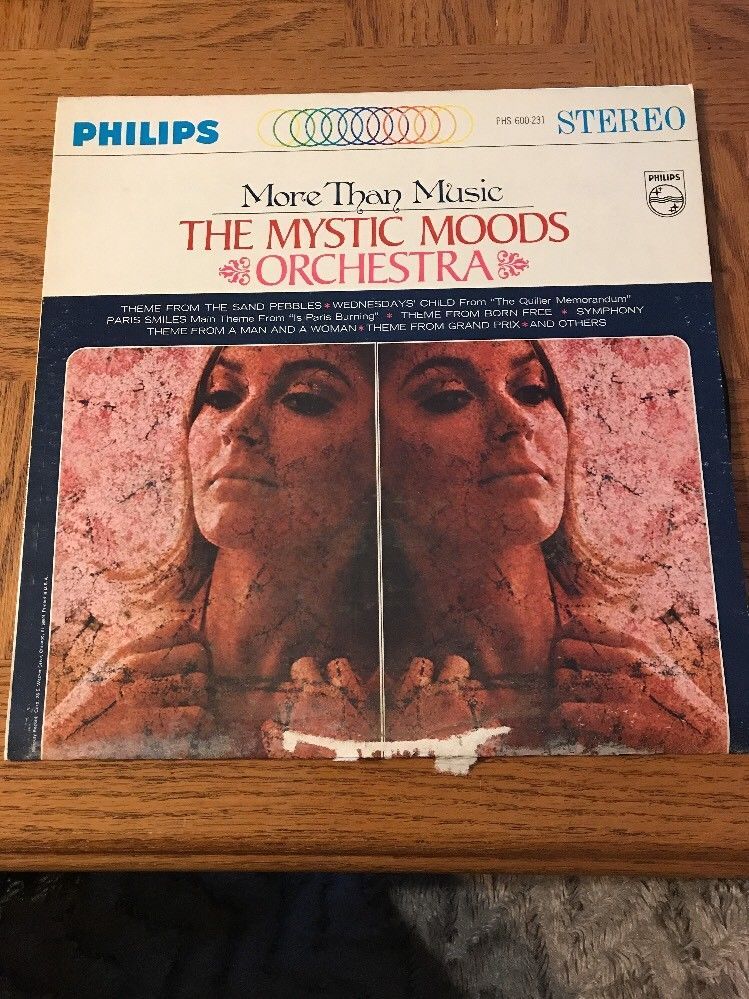 PHILIPS
PHS 600-231
STEREO
PHILIPS
More Than Music
THE MYSTIC MOODS
ORCHESTRA
THEME FROM THE SAND PEBBLES * WEDNESDAYS' CHILD From "The Quiller Memorandum"
PARIS SMILES Main Theme From "Is Paris Burning" * THEME FROM BORN FREE * SYMPHONY
THEME FROM A MAN AND A WOMAN * THEME FROM GRAND PRIX * AND OTHERS